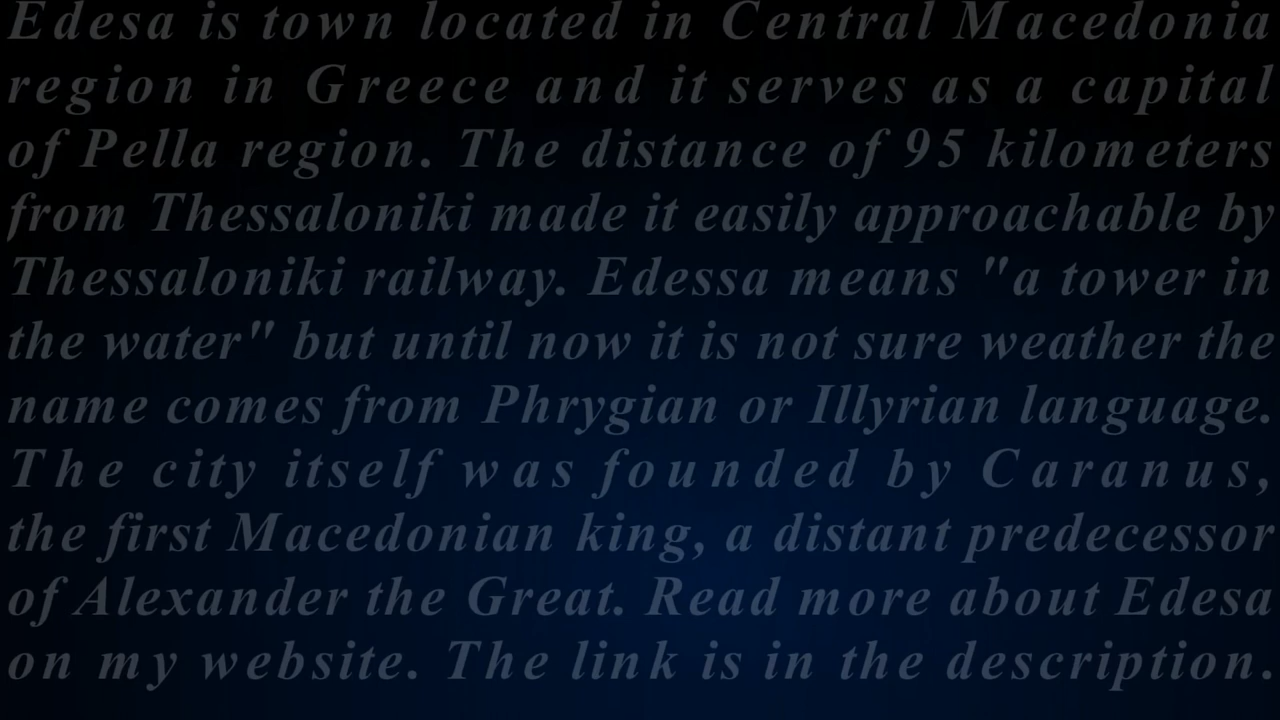 Edesa is town located in Central Macedonia
region in Greece and it serves as a capital
of Pella region. The distance of 95 kilometers
from Thessaloniki made it easily approachable by
Thessaloniki railway. Edessa means "a tower in
the water" but until now it is not sure weather the
name comes from Phrygian or Illyrian language.
The city itself was founded by Caranus,
the first Macedonian king, a distant predecessor
of Alexander the Great. Read more about Edesa
on my website. The link is in the description.